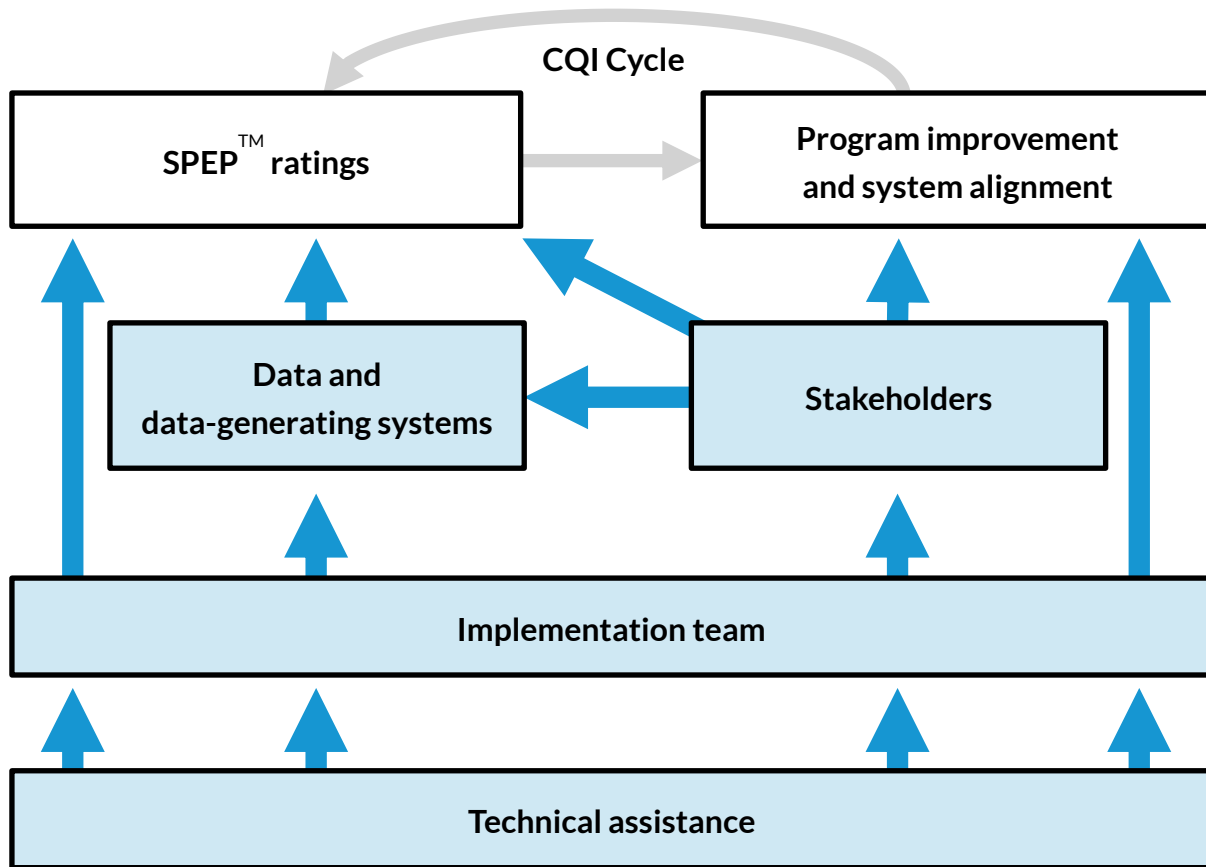 CQI Cycle
SPEP™ ratings
Program improvement
and system alignment
Data and
data-generating systems
Stakeholders
Implementation team
Technical assistance